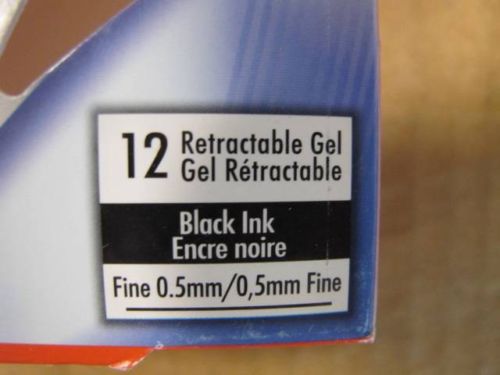 12 Retractable Gel
Gel Rétractable
Black Ink
Encre noire
Fine 0.5mm/0,5mm Fine